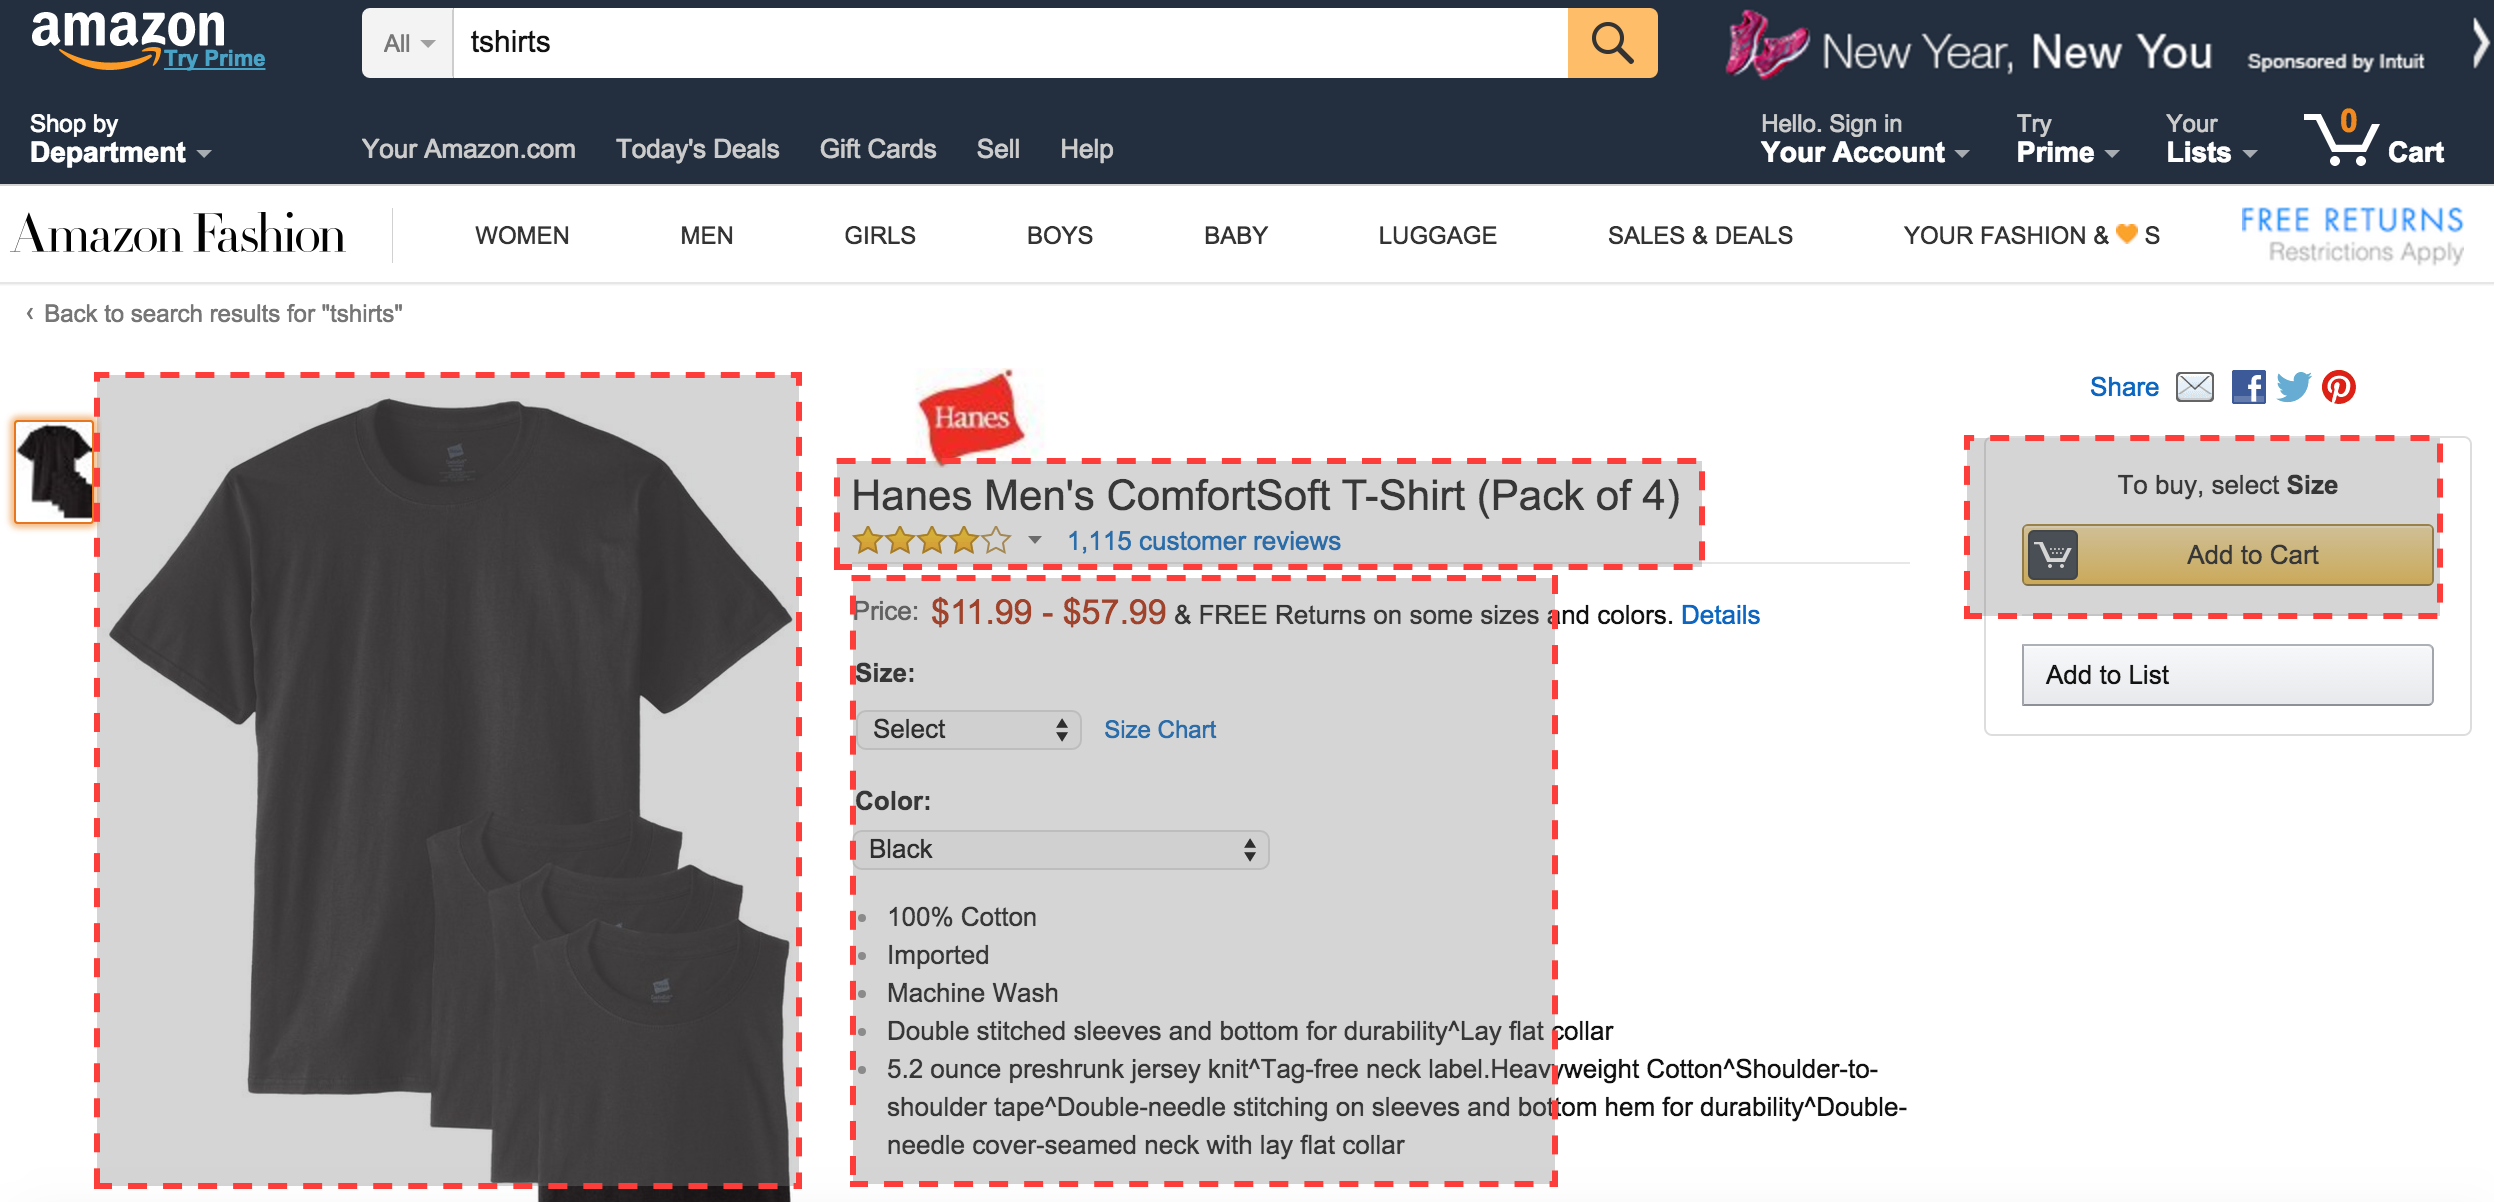 amazon
Try Prime
All
tshirts
New Year, New You
Sponsored by Intuit
Shop by
Department
Your Amazon.com
Today's Deals
Gift Cards
Sell
Help
Hello. Sign in
Your Account
Try
Prime
Your
Lists
0
Cart
Amazon Fashion
WOMEN
MEN
GIRLS
BOYS
BABY
LUGGAGE
SALES & DEALS
YOUR FASHION & 🧡 S
FREE RETURNS
Restrictions Apply
‹ Back to search results for "tshirts"
Hanes
Hanes Men's ComfortSoft T-Shirt (Pack of 4)
1,115 customer reviews
Price: $11.99 - $57.99 & FREE Returns on some sizes and colors. Details
Size:
Select
Size Chart
Color:
Black
• 100% Cotton
• Imported
• Machine Wash
• Double stitched sleeves and bottom for durability^Lay flat collar
• 5.2 ounce preshrunk jersey knit^Tag-free neck label.Heavyweight Cotton^Shoulder-to-
shoulder tape^Double-needle stitching on sleeves and bottom hem for durability^Double-
needle cover-seamed neck with lay flat collar
Share
To buy, select Size
Add to Cart
Add to List